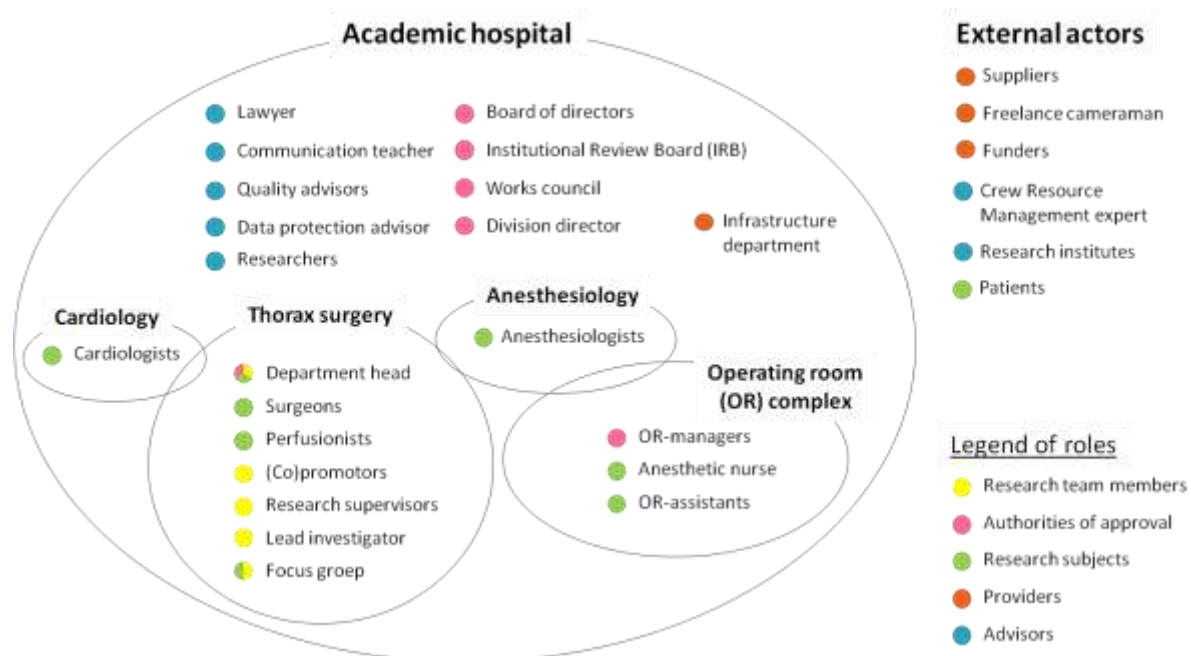 Academic hospital
Lawyer
Communication teacher
Quality advisors
Data protection advisor
Researchers
Board of directors
Institutional Review Board (IRB)
Works council
Division director
Infrastructure
department
Cardiology
Cardiologists
Thorax surgery
Department head
Surgeons
Perfusionists
(Co)promotors
Research supervisors
Lead investigator
Focus groep
Anesthesiology
Anesthesiologists
Operating room
(OR) complex
OR-managers
Anesthetic nurse
OR-assistants
External actors
Suppliers
Freelance cameraman
Funders
Crew Resource
Management expert
Research institutes
Patients
Legend of roles
Research team members
Authorities of approval
Research subjects
Providers
Advisors